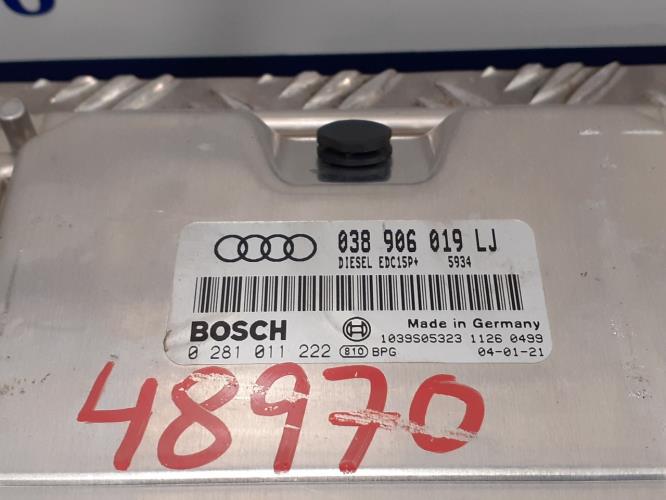 038 906 019 LJ
DIESEL EDC15P+ 5934
BOSCH
Made in Germany
1039S05323 1126 0499
0 281 011 222 810 BPG 04-01-21
48970